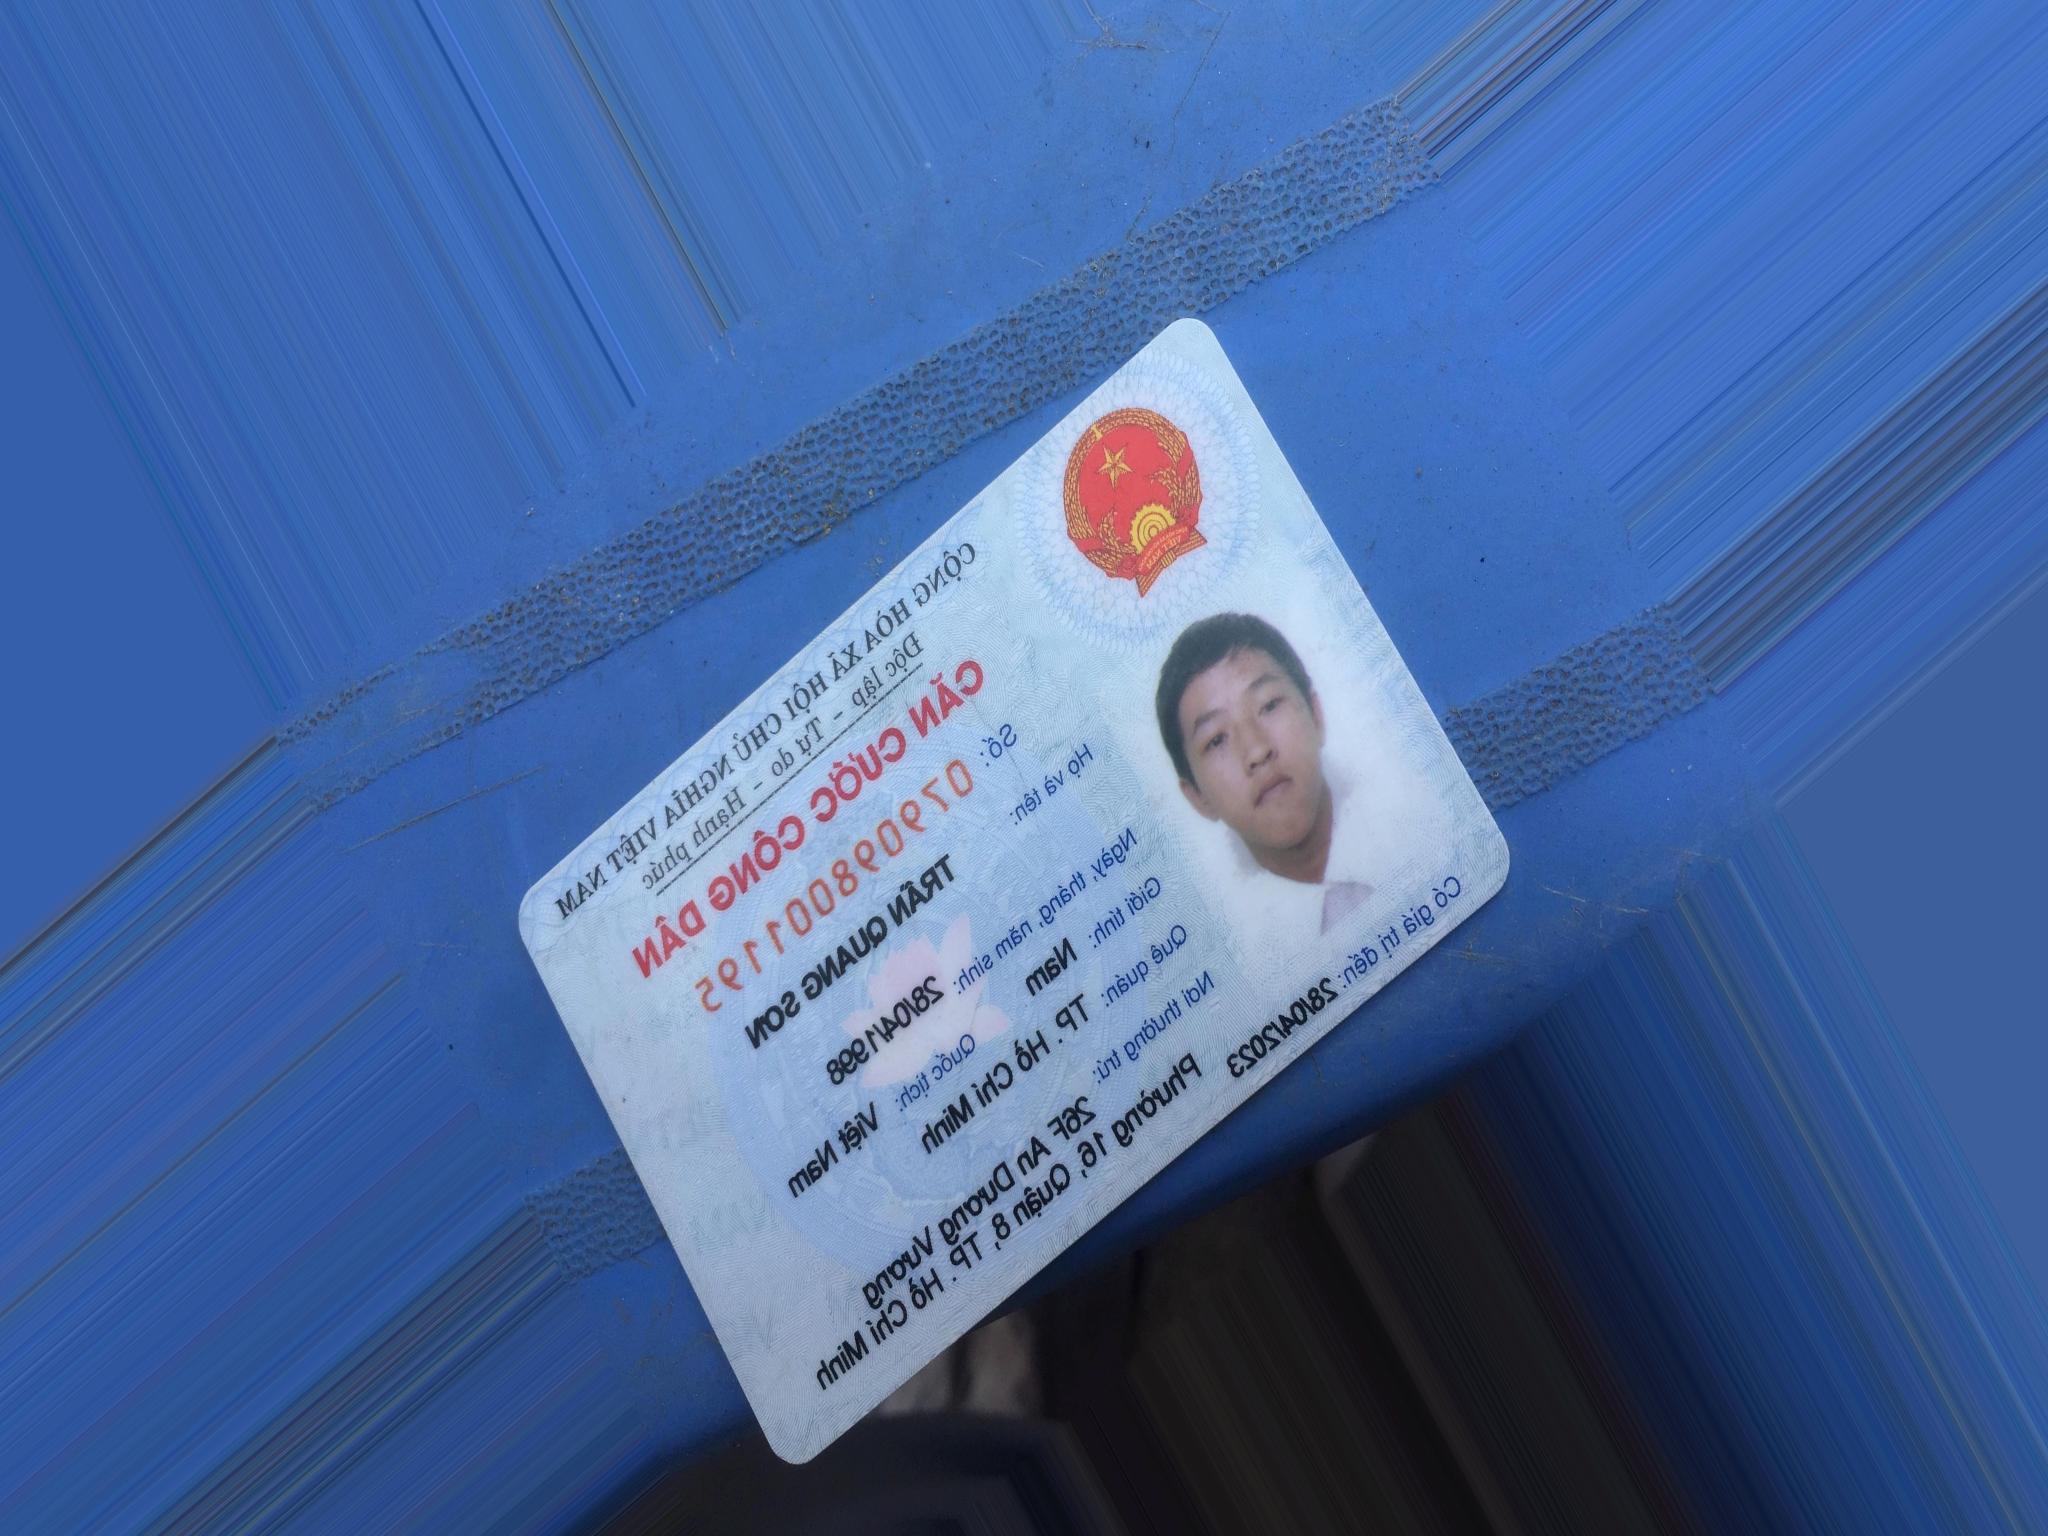 CỘNG HÒA XÃ HỘI CHỦ NGHĨA VIỆT NAM
Độc lập - Tự do - Hạnh phúc
CĂN CƯỚC CÔNG DÂN
Số: 079098001195
Họ và tên:
TRẦN QUANG SƠN
Ngày, tháng, năm sinh: 28/04/1998
Giới tính: Nam Quốc tịch: Việt Nam
Quê quán: TP. Hồ Chí Minh
Nơi thường trú: 26F An Dương Vương
Phường 16, Quận 8, TP. Hồ Chí Minh
Có giá trị đến: 28/04/2023